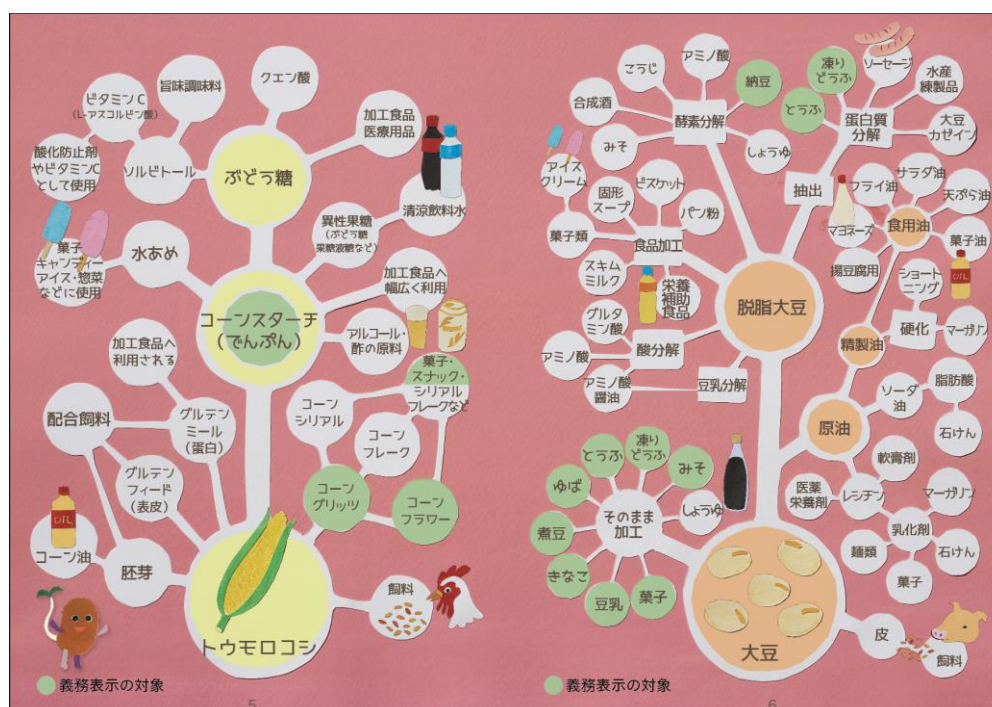 クエン酸
旨味調味料
ビタミンC
(L-アスコルビン酸)
酸化防止剤
やビタミンC
として使用
ソルビトール
ぶどう糖
加工食品
医療用品
清涼飲料水
異性果糖
(ぶどう糖
果糖液糖など)
水あめ
菓子
キャンディー
アイス・惣菜
などに使用
コーンスターチ
(でんぷん)
加工食品へ
幅広く利用
アルコール・
酢の原料
加工食品へ
利用される
配合飼料
グルテン
ミール
(蛋白)
グルテン
フィード
(表皮)
コーン
シリアル
コーン
フレーク
菓子・
スナック・
シリアル
フレークなど
コーン
グリッツ
コーン
フラワー
OIL
コーン油
胚芽
トウモロコシ
飼料
義務表示の対象
5
アミノ酸
こうじ
合成酒
みそ
酵素分解
納豆
しょうゆ
凍り
どうふ
とうふ
ソーセージ
水産
練製品
大豆
カゼイン
蛋白質
分解
抽出
アイス
クリーム
菓子類
固形
スープ
ビスケット
パン粉
食品加工
スキム
ミルク
栄養
補助
食品
脱脂大豆
グルタ
ミン酸
アミノ酸
酸分解
アミノ酸
醤油
豆乳分解
マヨネーズ
フライ油
サラダ油
天ぷら油
食用油
菓子油
揚豆腐用
OIL
ショート
ニング
硬化
マーガリン
精製油
原油
ソーダ
油
脂肪酸
石けん
軟膏剤
医薬
栄養剤
レシチン
乳化剤
マーガリン
石けん
麺類
菓子
とうふ
凍り
どうふ
みそ
しょうゆ
ゆば
煮豆
きなこ
豆乳
菓子
そのまま
加工
大豆
皮
飼料
義務表示の対象
6